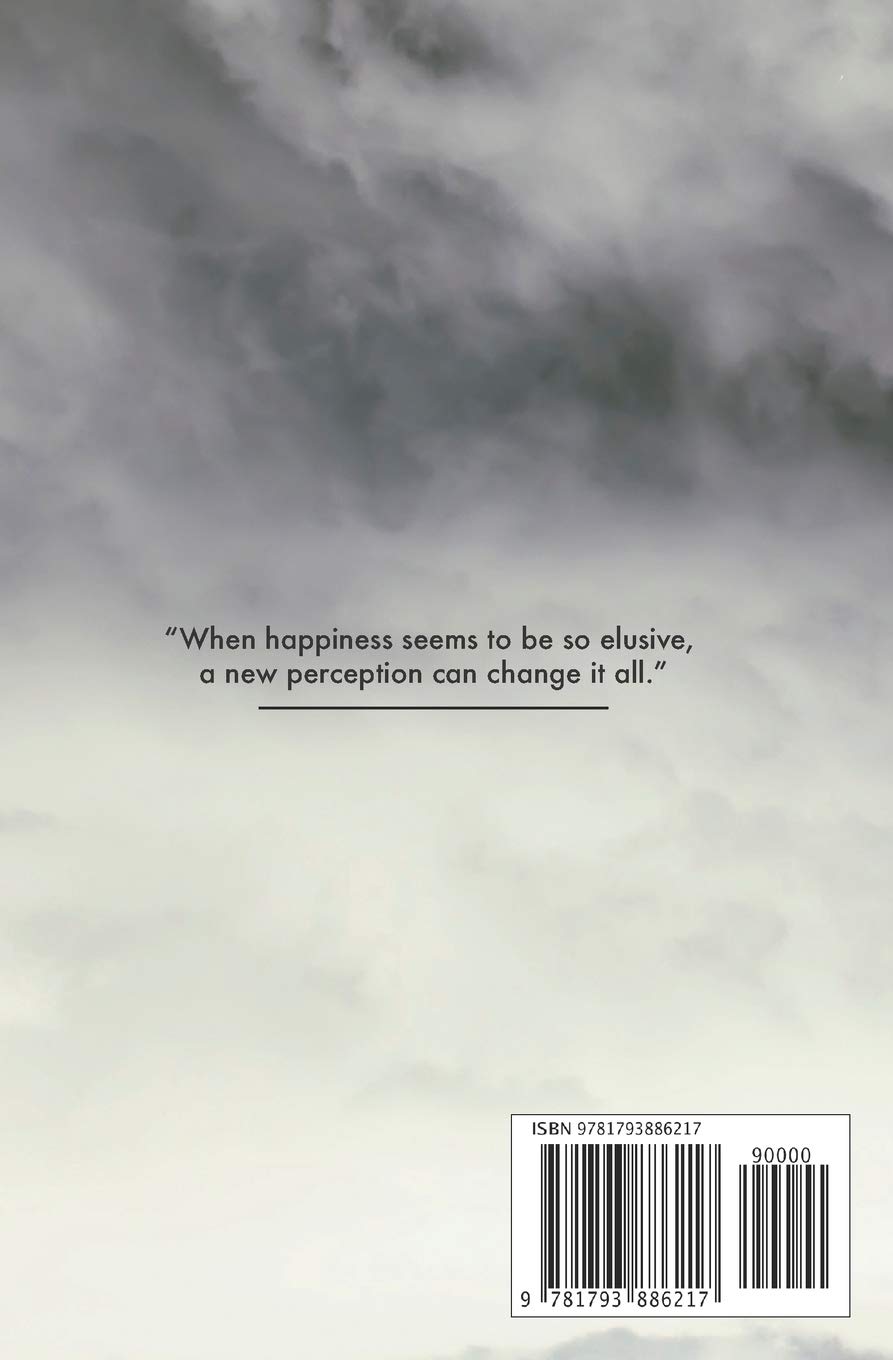 “When happiness seems to be so elusive,
a new perception can change it all.”
ISBN 9781793886217
90000
9 781793 886217